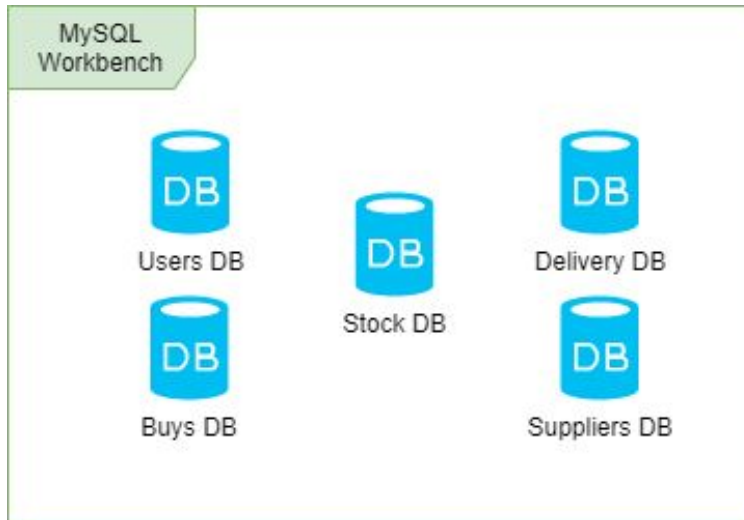 MySQL
Workbench
DB
Users DB
DB
Stock DB
DB
Delivery DB
DB
Buys DB
DB
Suppliers DB